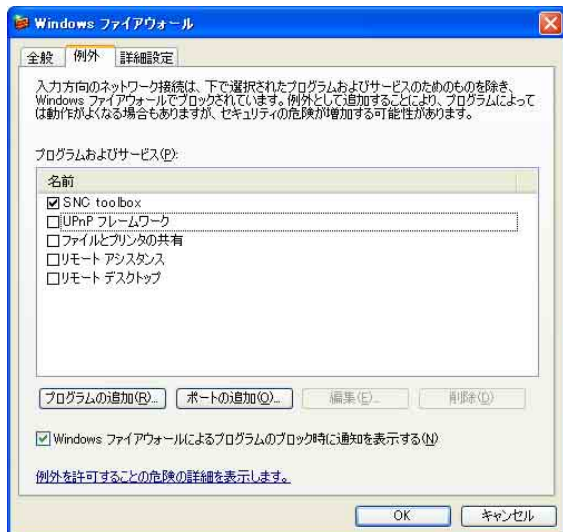 Windows ファイアウォール
全般 例外 詳細設定
入力方向のネットワーク接続は、下で選択されたプログラムおよびサービスのためのものを除き、
Windows ファイアウォールでブロックされています。例外として追加することにより、プログラムによって
は動作がよくなる場合もありますが、セキュリティの危険が増加する可能性があります。
プログラムおよびサービス(P):
名前
SNC toolbox
UPnP フレームワーク
ファイルとプリンタの共有
リモート アシスタンス
リモート デスクトップ
プログラムの追加(R)... ポートの追加(O)... 編集(E)... 削除(D)
Windows ファイアウォールによるプログラムのブロック時に通知を表示する(N)
例外を許可することの危険の詳細を表示します。
OK キャンセル